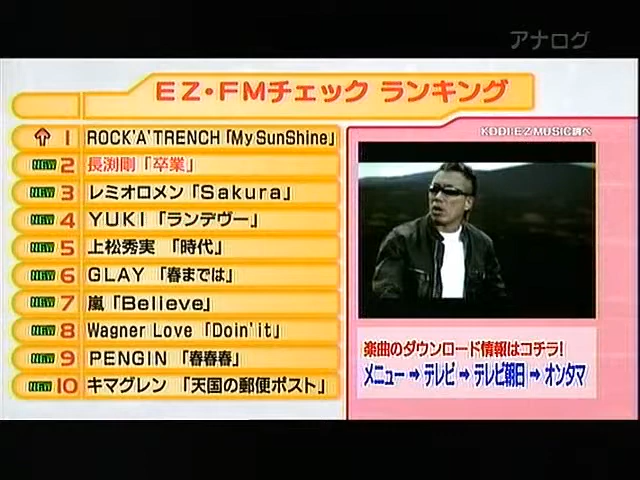 アナログ
EZ・FMチェック ランキング
KDDI:EZ MUSIC調べ
1 ROCK'A'TRENCH「My SunShine」
NEW 2 長渕剛「卒業」
NEW 3 レミオロメン「Sakura」
NEW 4 YUKI「ランデヴー」
NEW 5 上松秀実 「時代」
NEW 6 GLAY 「春までは」
NEW 7 嵐「Believe」
NEW 8 Wagner Love 「Doin'it」
NEW 9 PENGIN 「春春春」
NEW 10 キマグレン 「天国の郵便ポスト」
楽曲のダウンロード情報はコチラ!
メニュー➡テレビ➡テレビ朝日➡オンタマ